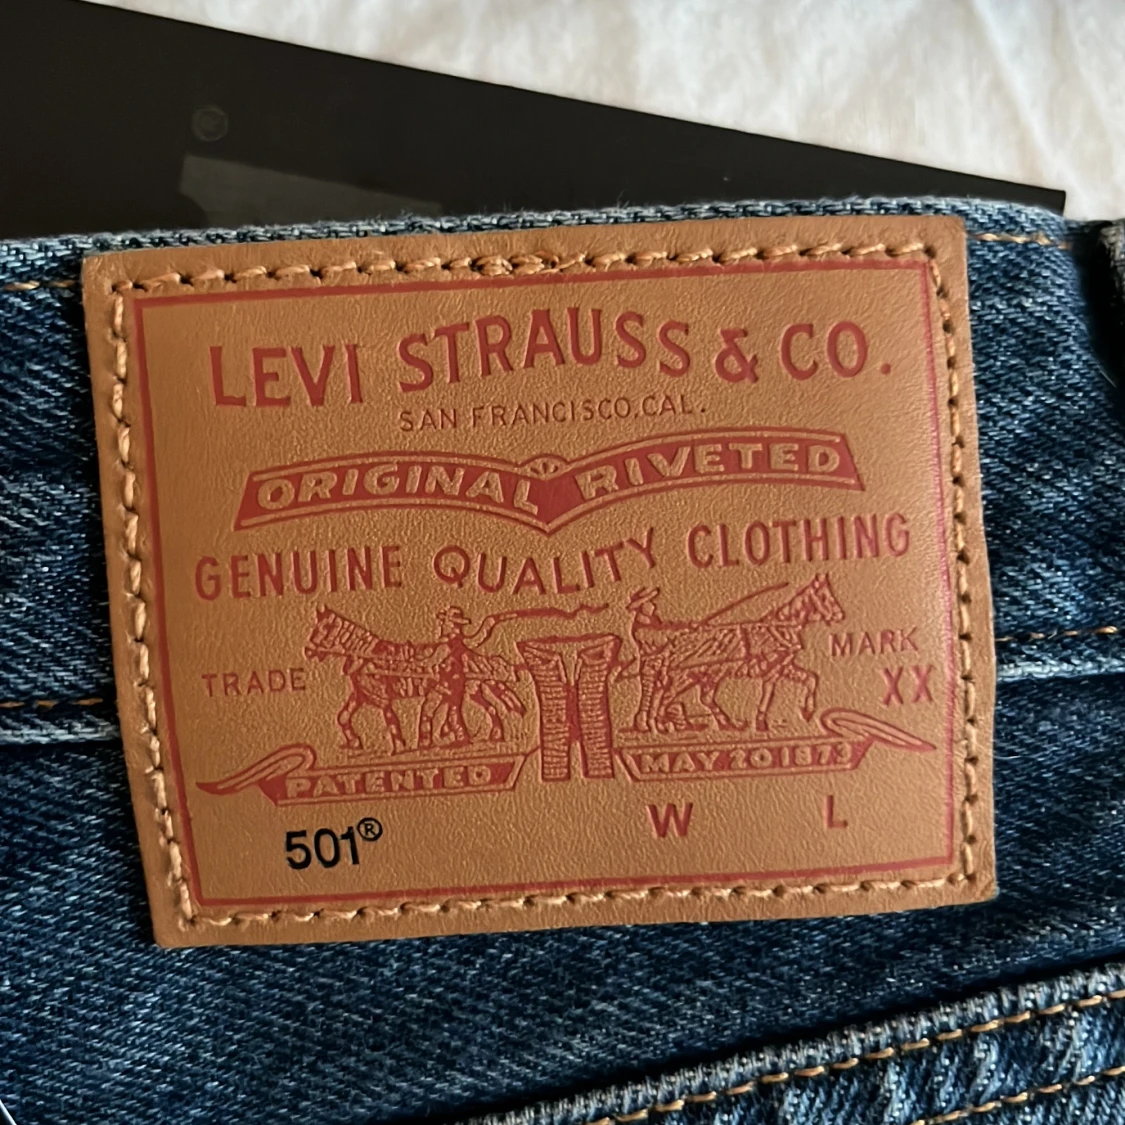 LEVI STRAUSS & CO.
SAN FRANCISCO,CAL.
ORIGINAL RIVETED
GENUINE QUALITY CLOTHING
TRADE MARK
XX
PATENTED MAY 20 1873
501® W L